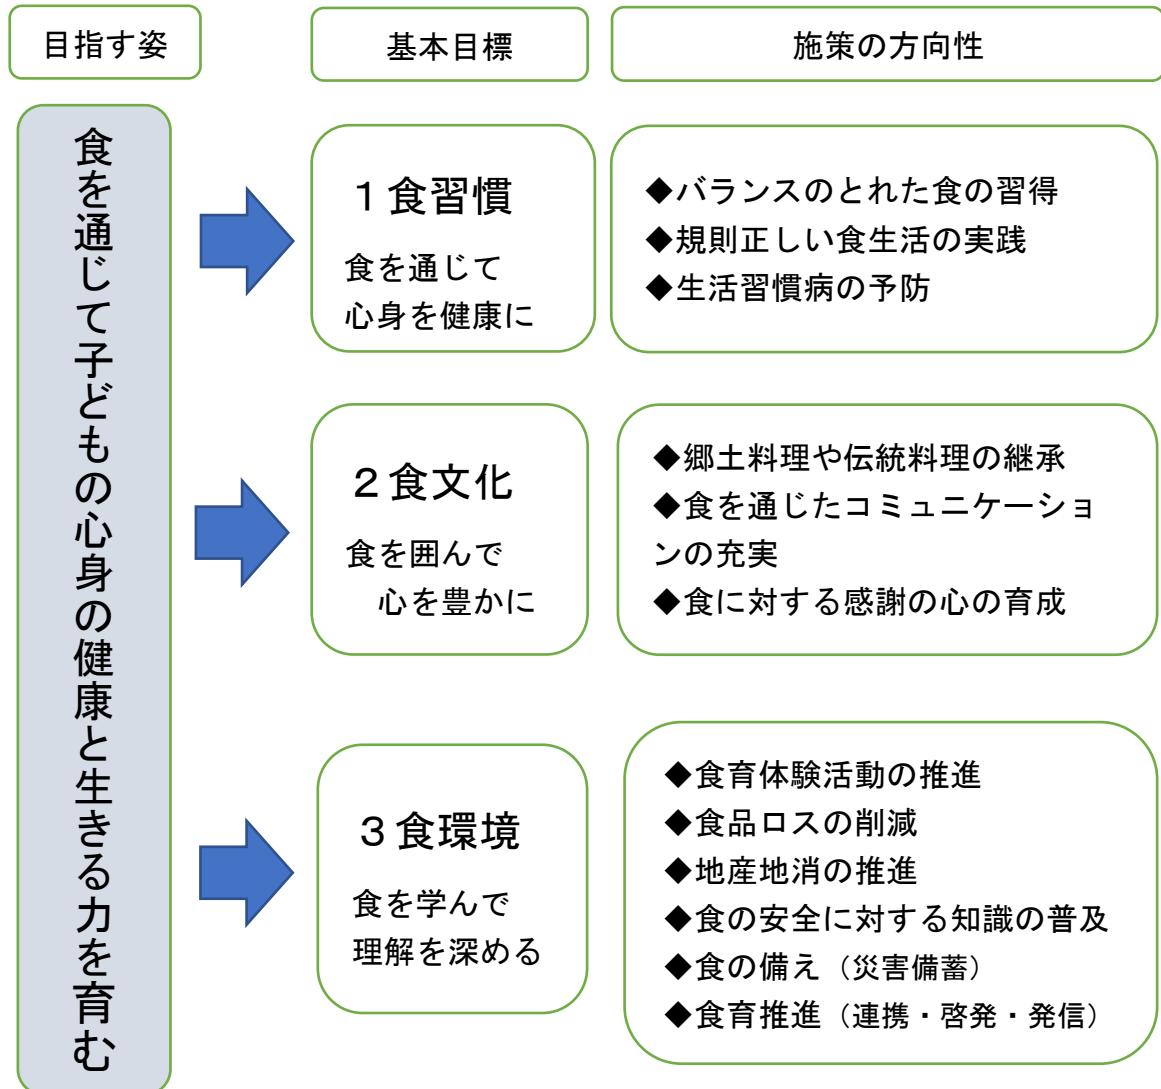 目指す姿
基本目標
施策の方向性
食を通じて子どもの心身の健康と生きる力を育む
１食習慣
食を通じて
心身を健康に
◆バランスのとれた食の習得
◆規則正しい食生活の実践
◆生活習慣病の予防
２食文化
食を囲んで
心を豊かに
◆郷土料理や伝統料理の継承
◆食を通じたコミュニケーショ
ンの充実
◆食に対する感謝の心の育成
３食環境
食を学んで
理解を深める
◆食育体験活動の推進
◆食品ロスの削減
◆地産地消の推進
◆食の安全に対する知識の普及
◆食の備え（災害備蓄）
◆食育推進（連携・啓発・発信）